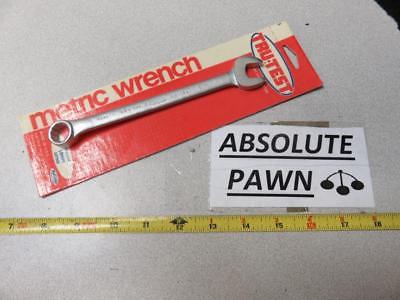 metric wrench
TRU-TEST
ABSOLUTE
PAWN
7 8 9 10 11 12 13 14 15 16 17 18